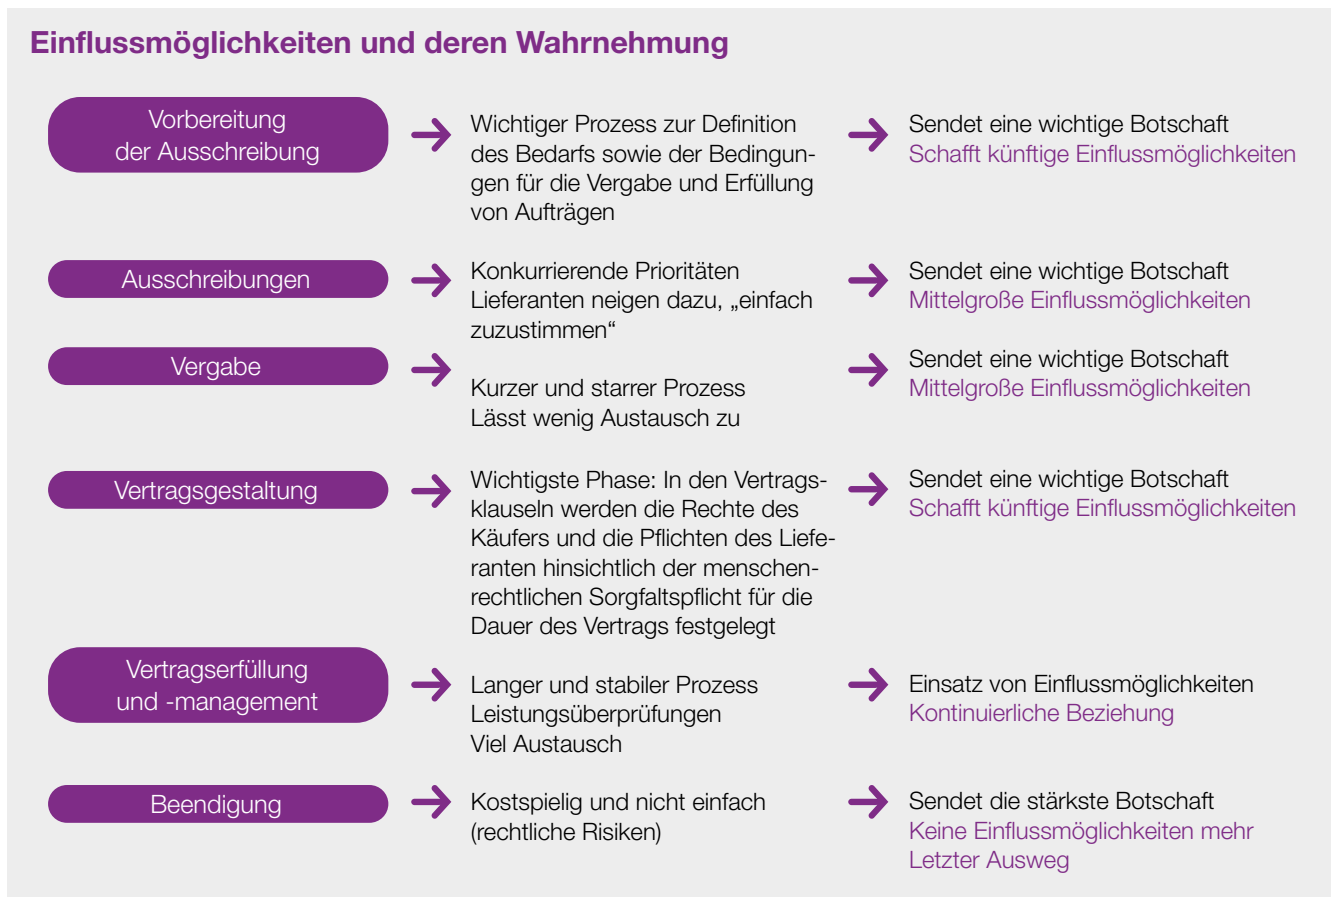 Einflussmöglichkeiten und deren Wahrnehmung
Vorbereitung
der Ausschreibung
Wichtiger Prozess zur Definition
des Bedarfs sowie der Bedingun-
gen für die Vergabe und Erfüllung
von Aufträgen
Sendet eine wichtige Botschaft
Schafft künftige Einflussmöglichkeiten
Ausschreibungen
Konkurrierende Prioritäten
Lieferanten neigen dazu, „einfach
zuzustimmen“
Sendet eine wichtige Botschaft
Mittelgroße Einflussmöglichkeiten
Vergabe
Kurzer und starrer Prozess
Lässt wenig Austausch zu
Sendet eine wichtige Botschaft
Mittelgroße Einflussmöglichkeiten
Vertragsgestaltung
Wichtigste Phase: In den Vertrags-
klauseln werden die Rechte des
Käufers und die Pflichten des Liefe-
ranten hinsichtlich der menschen-
rechtlichen Sorgfaltspflicht für die
Dauer des Vertrags festgelegt
Sendet eine wichtige Botschaft
Schafft künftige Einflussmöglichkeiten
Vertragserfüllung
und -management
Langer und stabiler Prozess
Leistungsüberprüfungen
Viel Austausch
Einsatz von Einflussmöglichkeiten
Kontinuierliche Beziehung
Beendigung
Kostspielig und nicht einfach
(rechtliche Risiken)
Sendet die stärkste Botschaft
Keine Einflussmöglichkeiten mehr
Letzter Ausweg